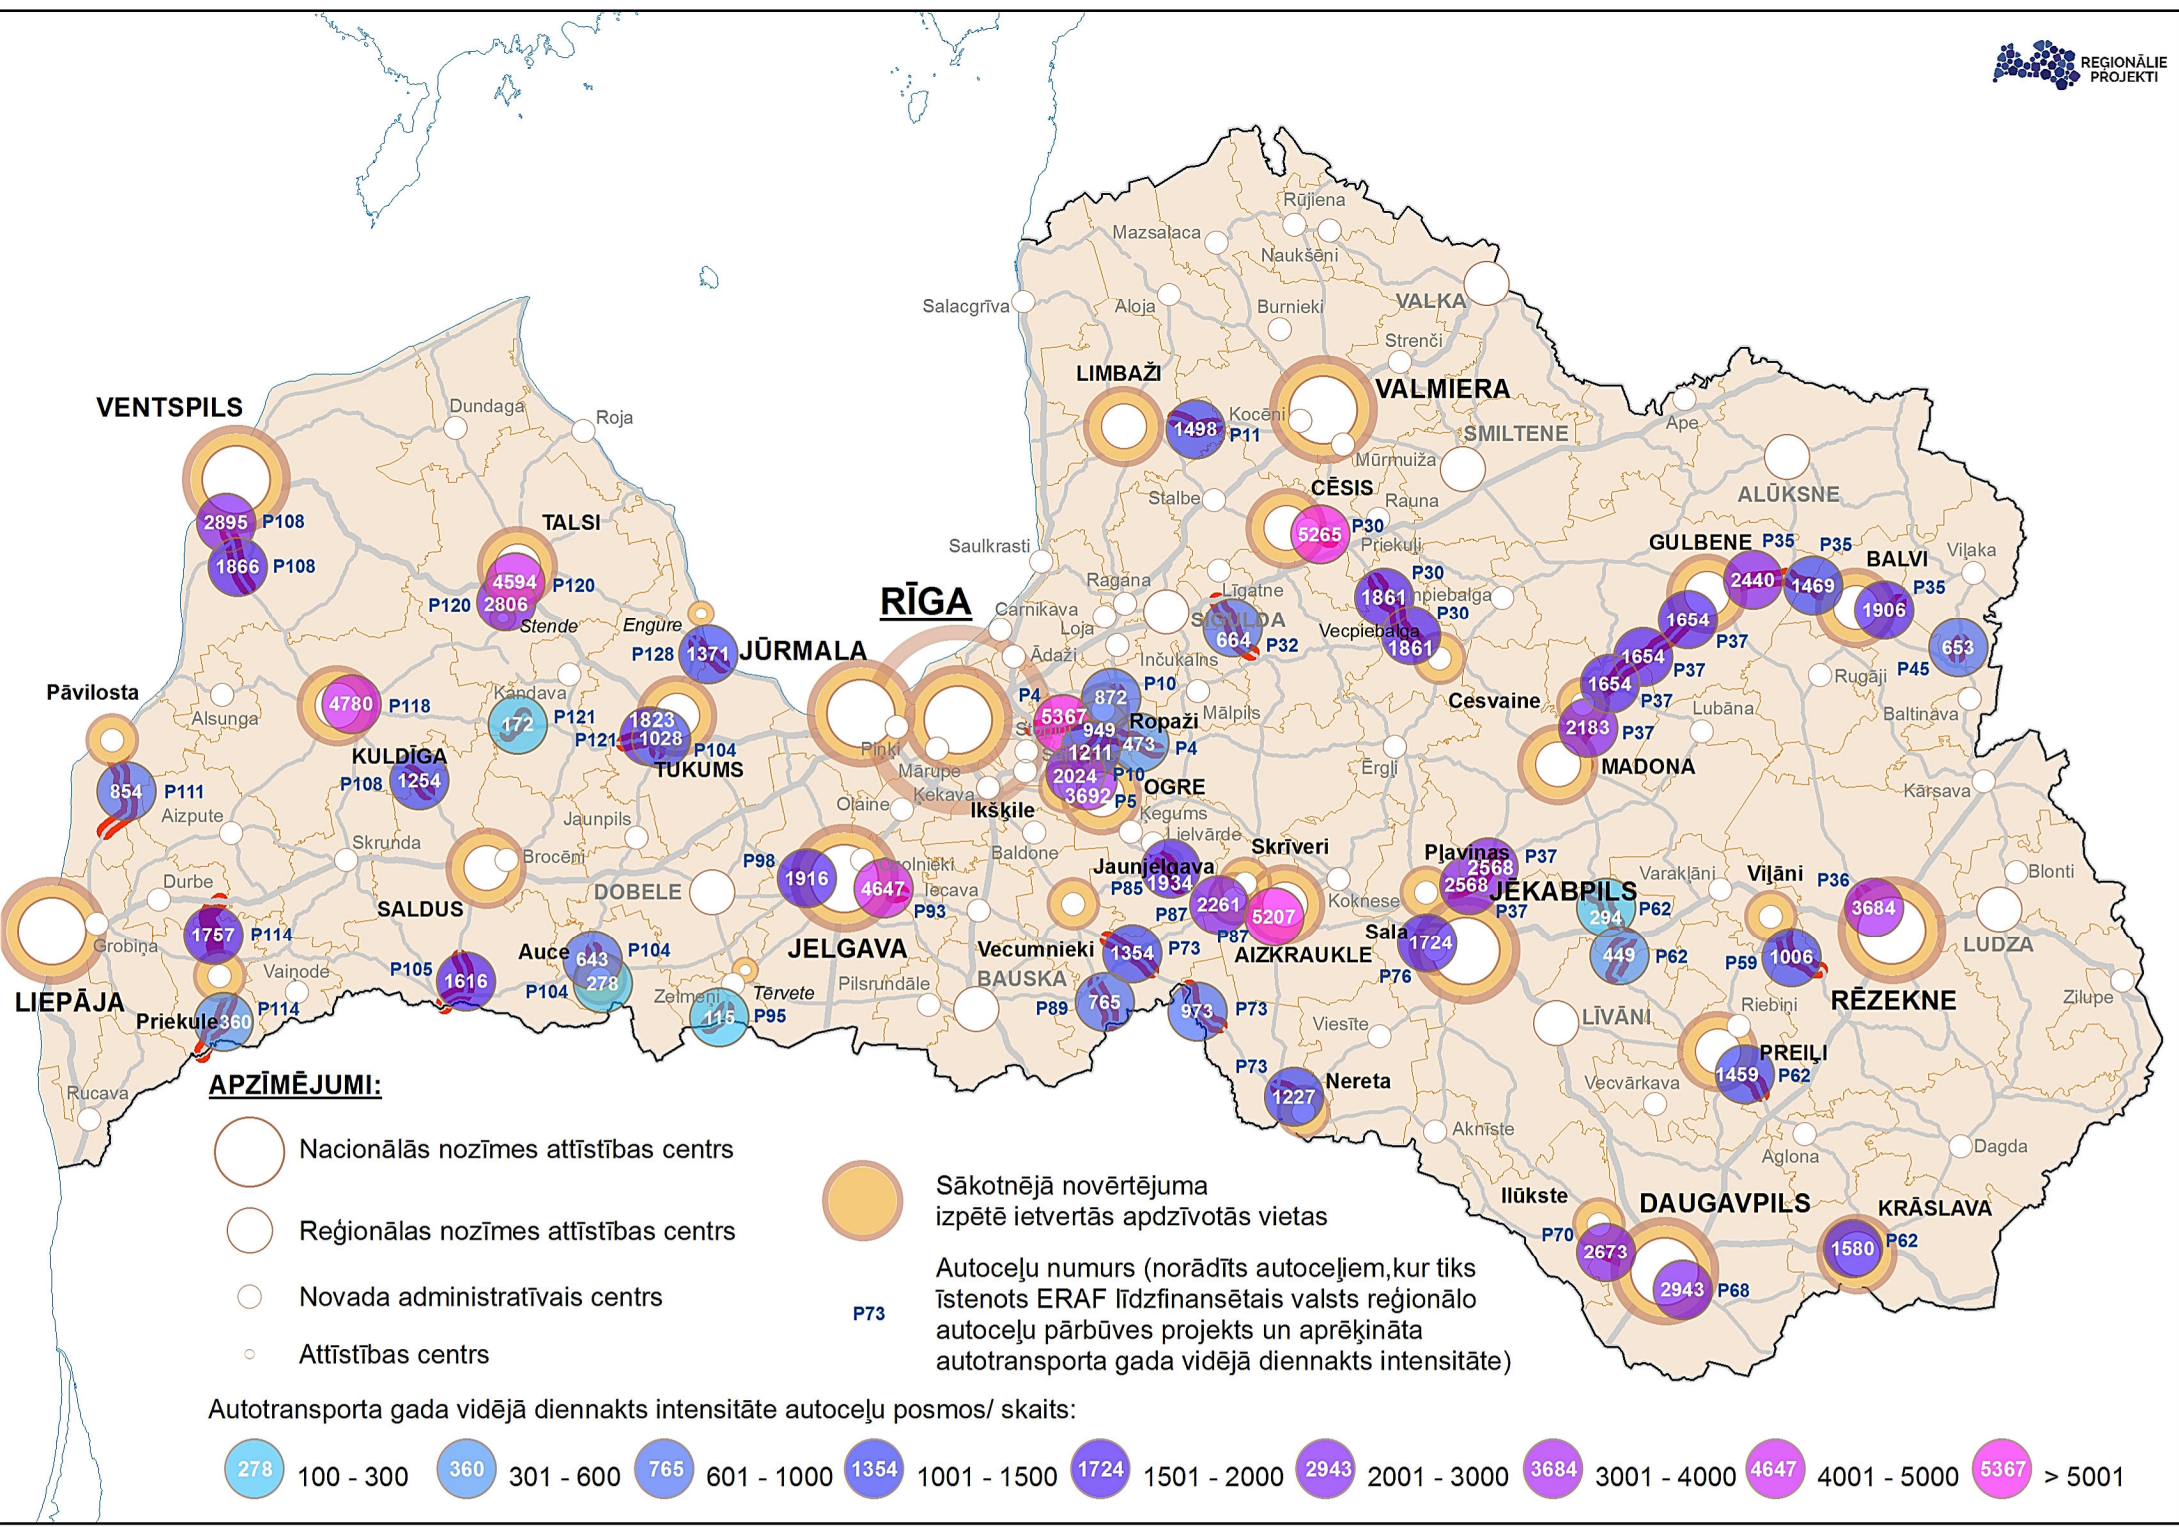 REĢIONĀLIE
PROJEKTI
Rūjiena
Mazsalaca
Naukšēni
Salacgrīva
Aloja
Burnieki
VALKA
Strenči
LIMBAŽI
VALMIERA
Ape
VENTSPILS
Dundaga
Roja
Kocēni
1498
P11
SMILTENE
Mūrmuiža
ALŪKSNE
Stalbe
CĒSIS
Rauna
2895
P108
TALSI
5265
P30
Priekuļi
GULBENE
P35
P35
BALVI
Viļaka
Saulkrasti
1866
P108
4594
P120
Ragana
Līgatne
P30
2440
1469
P35
P120
2806
Stende
RĪGA
Carnikava
1861
npiebalga
1906
Engure
Loja
SIGULDA
P30
1654
P37
664
P32
Vecpiebalga
1861
653
P45
P128
1371
JŪRMALA
Ādaži
Inčukalns
1654
P37
Rugāji
Pāvilosta
Kandava
872
P10
1654
P37
Alsunga
4780
P118
172
P121
P4
5367
Mālpils
Cesvaine
Lubāna
Baltinava
1823
949
Ropaži
2183
P37
P121
1028
P104
Piņķi
1211
473
P4
KULDĪGA
TUKUMS
Mārupe
2024
P10
Ērgļi
MADONA
P108
1254
3692
P5
OGRE
Kārsava
854
P111
Ķekava
Olaine
Ikšķile
Ķegums
Aizpute
Jaunpils
Lielvārde
Skrunda
Baldone
Skrīveri
Pļaviņas
P37
Brocēni
P98
Jaunjelgava
2568
Blonti
Durbe
1916
P85
1934
2568
Varakļāni
Viļāni
P36
DOBELE
4647
Iecava
JĒKABPILS
SALDUS
P93
P87
2261
5207
Koknese
P37
294
P62
3684
Grobiņa
1757
P114
P87
Sala
1724
LUDZA
JELGAVA
Vecumnieki
1354
P73
AIZKRAUKLE
P76
449
P62
P59
1006
Auce
643
P104
Vainode
P105
1616
P104
278
BAUSKA
LIEPĀJA
Zelmeņi
Tērvete
Pilsrundāle
P89
765
973
P73
RĒZEKNE
Zilupe
Priekule
360
P114
115
P95
Viesīte
LĪVĀNI
Riebiņi
PREIĻI
P73
1459
P62
Rucava
1227
Nereta
Vecvārkava
Aknīste
Aglona
Dagda
Ilūkste
DAUGAVPILS
KRĀSLAVA
P70
2673
1580
P62
2943
P68
APZĪMĒJUMI:
Nacionālās nozīmes attīstības centrs
Reģionālas nozīmes attīstības centrs
Novada administratīvais centrs
Attīstības centrs
Sākotnējā novērtējuma
izpētē ietvertās apdzīvotās vietas
P73
Autoceļu numurs (norādīts autoceļiem,kur tiks
īstenots ERAF līdzfinansētais valsts reģionālo
autoceļu pārbūves projekts un aprēķināta
autotransporta gada vidējā diennakts intensitāte)
Autotransporta gada vidējā diennakts intensitāte autoceļu posmos/ skaits:
278 100 - 300 360 301 - 600 765 601 - 1000 1354 1001 - 1500 1724 1501 - 2000 2943 2001 - 3000 3684 3001 - 4000 4647 4001 - 5000 5367 > 5001